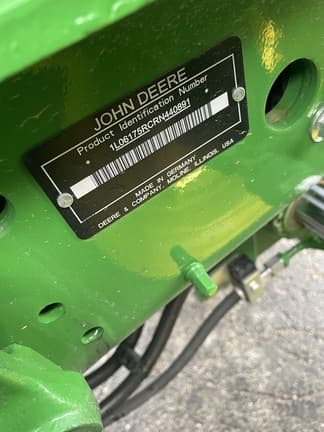 JOHN DEERE
Product Identification Number
1L06175RCRN440891
MADE IN GERMANY
DEERE & COMPANY, MOLINE, ILLINOIS, USA